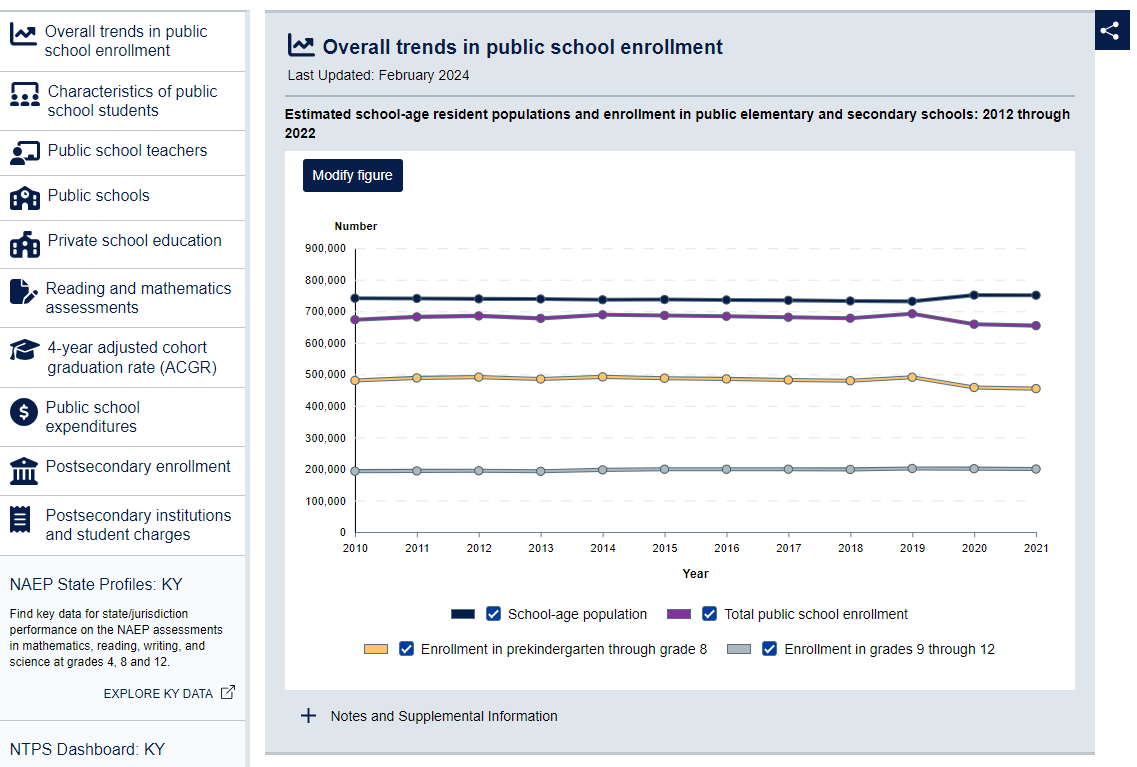 Overall trends in public
school enrollment
Characteristics of public
school students
Public school teachers
Public schools
Private school education
Reading and mathematics
assessments
4-year adjusted cohort
graduation rate (ACGR)
Public school
expenditures
Postsecondary enrollment
Postsecondary institutions
and student charges
NAEP State Profiles: KY
Find key data for state/jurisdiction
performance on the NAEP assessments
in mathematics, reading, writing, and
science at grades 4, 8 and 12.
EXPLORE KY DATA
NTPS Dashboard: KY
Overall trends in public school enrollment
Last Updated: February 2024
Estimated school-age resident populations and enrollment in public elementary and secondary schools: 2012 through
2022
Modify figure
Number
900,000
800,000
700,000
600,000
500,000
400,000
300,000
200,000
100,000
0
2010 2011 2012 2013 2014 2015 2016 2017 2018 2019 2020 2021
Year
School-age population Total public school enrollment
Enrollment in prekindergarten through grade 8 Enrollment in grades 9 through 12
Notes and Supplemental Information